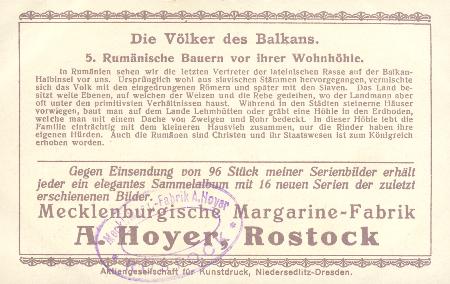 Die Völker des Balkans.
5. Rumänische Bauern vor ihrer Wohnhöhle.
In Rumänien sehen wir die letzten Vertreter der lateinischen Rasse auf der Balkan-
Halbinsel vor uns. Ursprünglich wohl aus slavischen Stämmen hervorgegangen, vermischte
sich das Volk mit den eingedrungenen Römern und später mit den Slaven. Das Land be-
sitzt weite Ebenen, auf welchen der Weizen und die Rebe gedeihen, wo der Landmann aber
oft unter den primitivsten Verhältnissen haust. Während in den Städten steinerne Häuser
vorwiegen, baut man auf dem Lande Lehmhütten oder gräbt eine Höhle in den Erdboden,
welche man mit einem Dache von Zweigen und Rohr bedeckt. In dieser Höhle lebt die
Familie einträchtig mit dem kleineren Hausvieh zusammen, nur die Rinder haben ihre
eigenen Hürden. Auch die Rumänen sind Christen und ihr Staatswesen ist zum Königreich
erhoben worden.
Gegen Einsendung von 96 Stück meiner Serienbilder erhält
jeder ein elegantes Sammelalbum mit 16 neuen Serien der zuletzt
erschienenen Bilder.
Mecklenburgische Margarine-Fabrik
A. Hoyer, Rostock
Aktiengesellschaft für Kunstdruck, Niedersedlitz-Dresden.